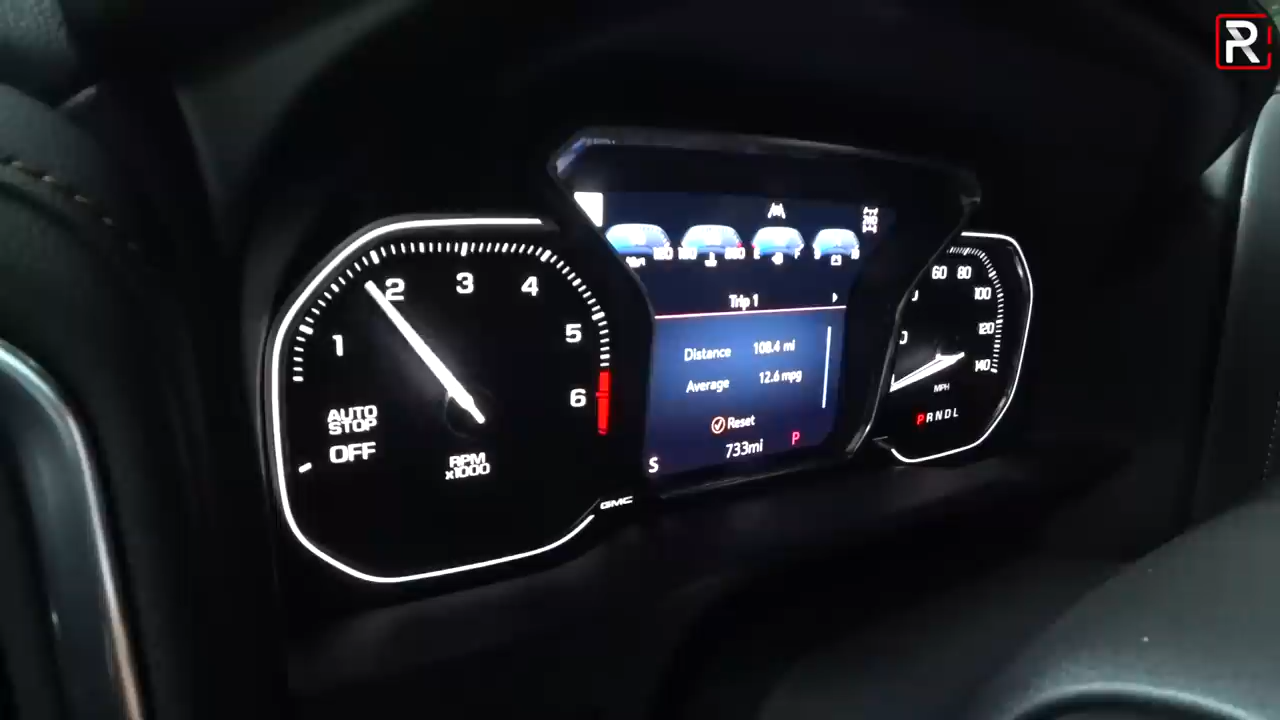 R
1
2
3
4
5
6
AUTO
STOP
OFF
RPM
x1000
GMC
F
Trip 1
Distance 108.4 mi
Average 12.6 mpg
Reset
733mi P
S
60
80
100
120
140
MPH
PRNDL